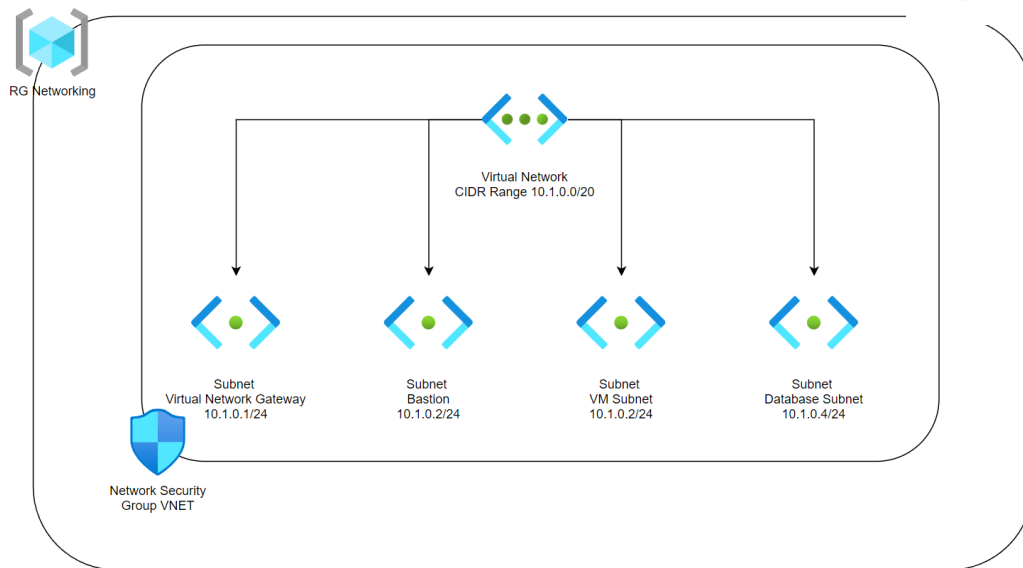 RG Networking
Virtual Network
CIDR Range 10.1.0.0/20
Subnet
Virtual Network Gateway
10.1.0.1/24
Subnet
Bastion
10.1.0.2/24
Subnet
VM Subnet
10.1.0.2/24
Subnet
Database Subnet
10.1.0.4/24
Network Security
Group VNET